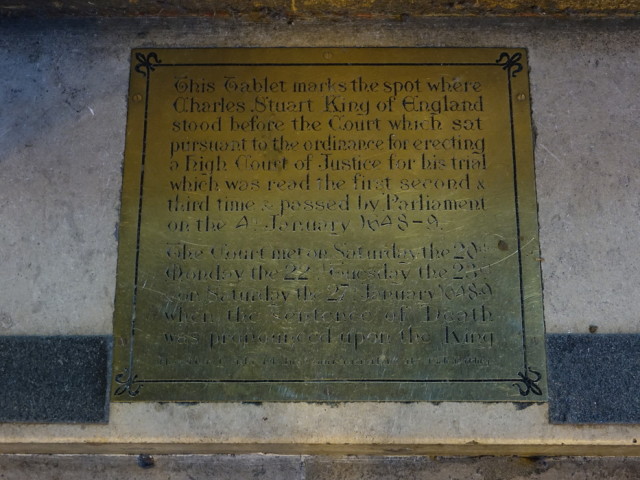 This Tablet marks the spot where
Charles Stuart King of England
stood before the Court which sat
pursuant to the ordinance for erecting
a high Court of Justice for his trial
which was read the first second &
third time & passed by Parliament
on the 4th January 1648-9.
The Court met on Saturday the 20th
Monday the 22nd Tuesday the 23rd
& on Saturday the 27th January 1648-9
when the sentence of Death
was pronounced upon the King